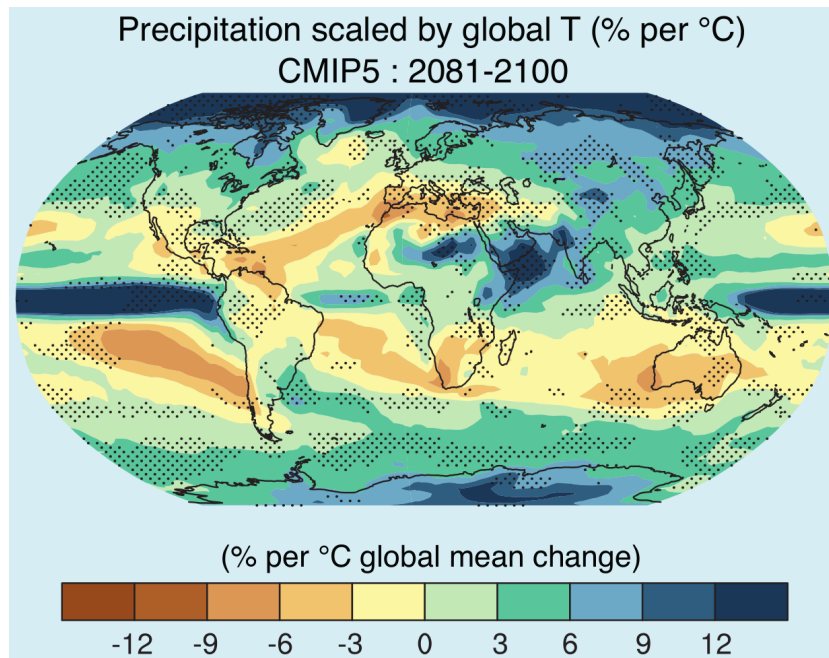 Precipitation scaled by global T (% per °C)
CMIP5 : 2081-2100
(% per °C global mean change)
-12 -9 -6 -3 0 3 6 9 12